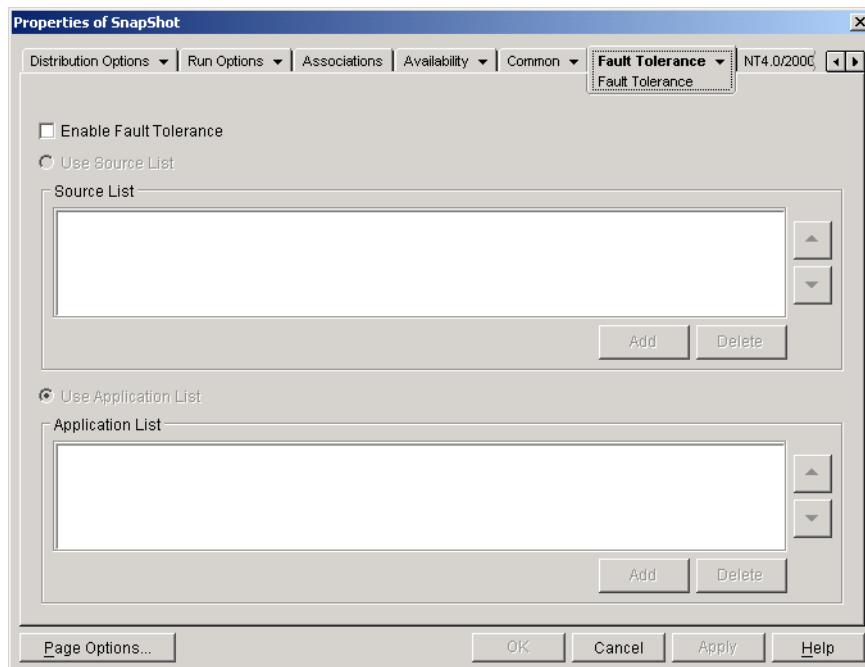 Properties of SnapShot
Distribution Options Run Options Associations Availability Common Fault Tolerance NT4.0/2000
Fault Tolerance
Enable Fault Tolerance
Use Source List
Source List
Add Delete
Use Application List
Application List
Add Delete
Page Options... OK Cancel Apply Help